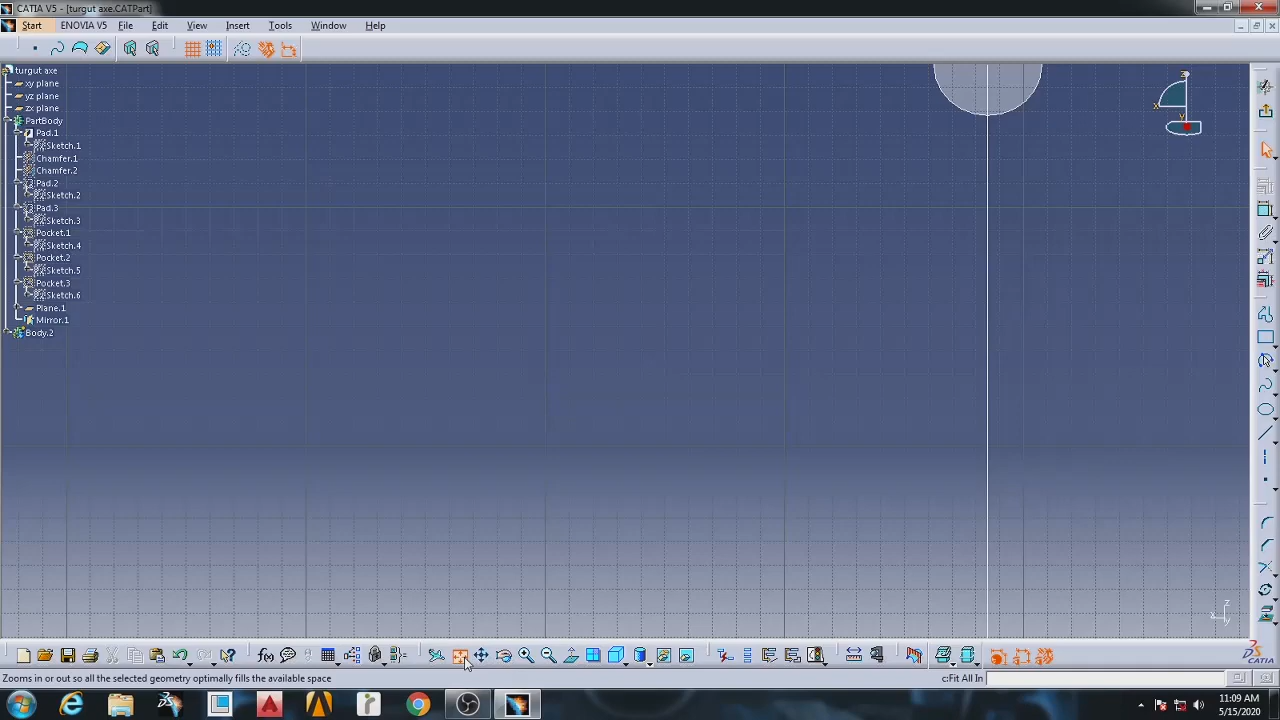 CATIA V5 - [turgut axe.CATPart]
Start ENOVIA V5 File Edit View Insert Tools Window Help
turgut axe
xy plane
yz plane
zx plane
PartBody
Pad.1
Sketch.1
Chamfer.1
Chamfer.2
Pad.2
Sketch.2
Pad.3
Sketch.3
Pocket.1
Sketch.4
Pocket.2
Sketch.5
Pocket.3
Sketch.6
Plane.1
Mirror.1
Body.2
z
x
y
z
x
y
f(x)
CATIA
Zooms in or out so all the selected geometry optimally fills the available space
c:Fit All In
11:09 AM
5/15/2020